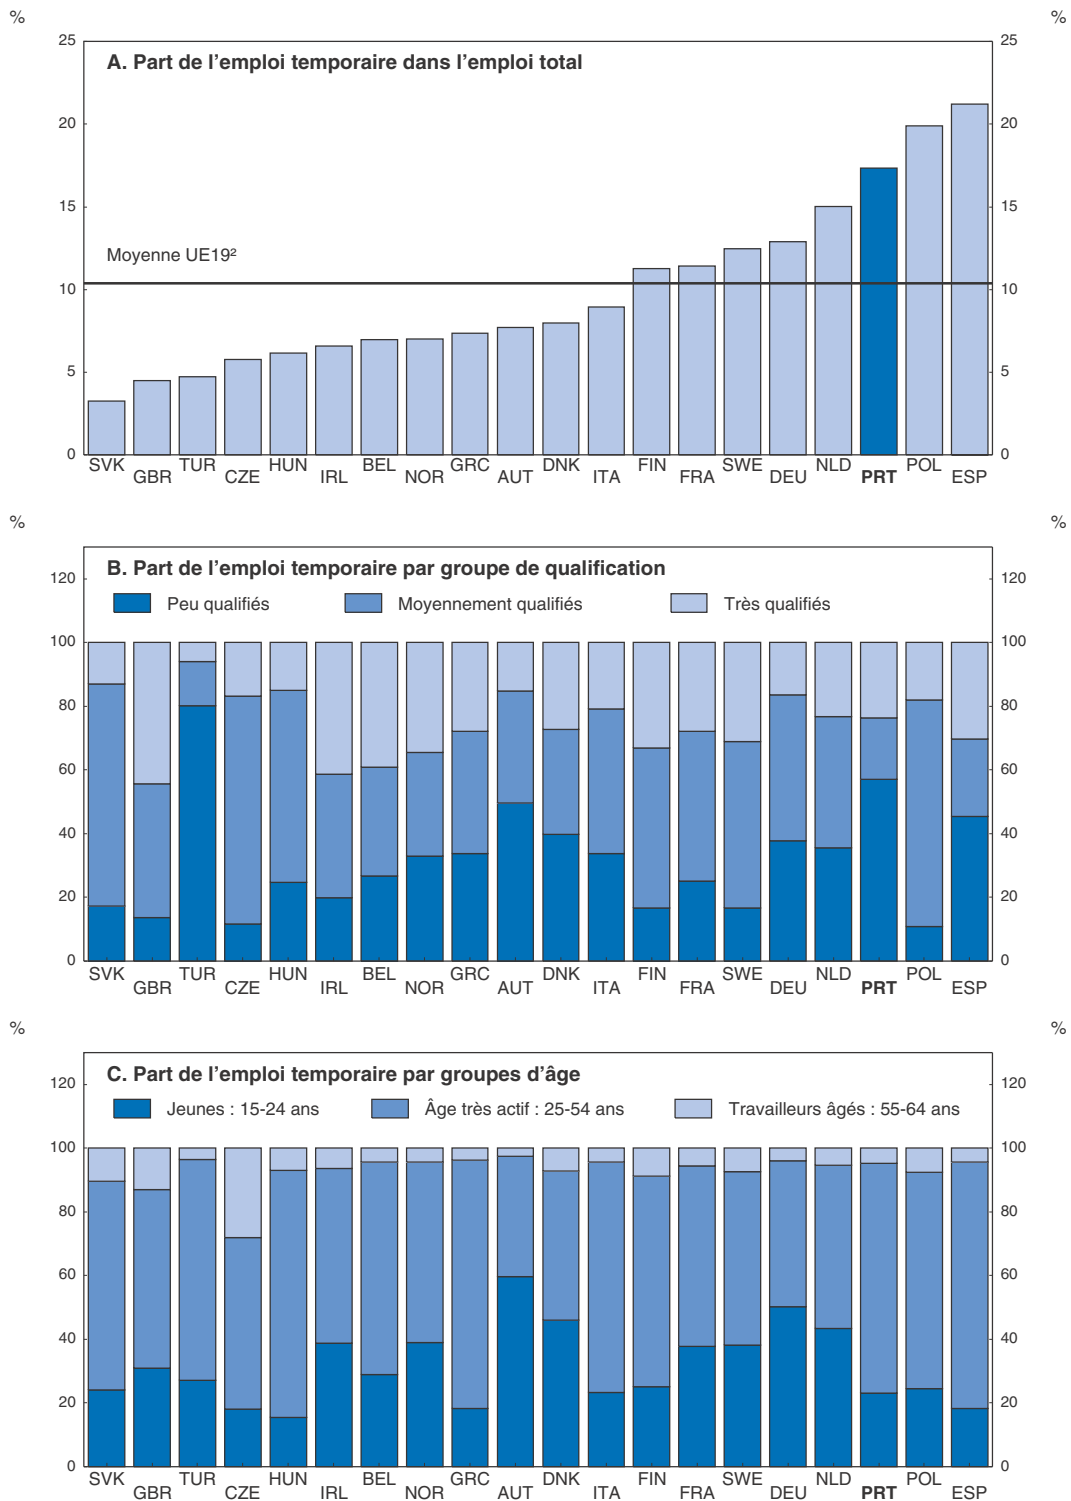 % %
A. Part de l'emploi temporaire dans l'emploi total
25 25
20 20
15 15
Moyenne UE19²
10 10
5 5
0 0
SVK GBR TUR CZE HUN IRL BEL NOR GRC AUT DNK ITA FIN FRA SWE DEU NLD PRT POL ESP
% %
B. Part de l'emploi temporaire par groupe de qualification
120 120
Peu qualifiés Moyennement qualifiés Très qualifiés
100 100
80 80
60 60
40 40
20 20
0 0
SVK GBR TUR CZE HUN IRL BEL NOR GRC AUT DNK ITA FIN FRA SWE DEU NLD PRT POL ESP
% %
C. Part de l'emploi temporaire par groupes d'âge
120 120
Jeunes : 15-24 ans Âge très actif : 25-54 ans Travailleurs âgés : 55-64 ans
100 100
80 80
60 60
40 40
20 20
0 0
SVK GBR TUR CZE HUN IRL BEL NOR GRC AUT DNK ITA FIN FRA SWE DEU NLD PRT POL ESP